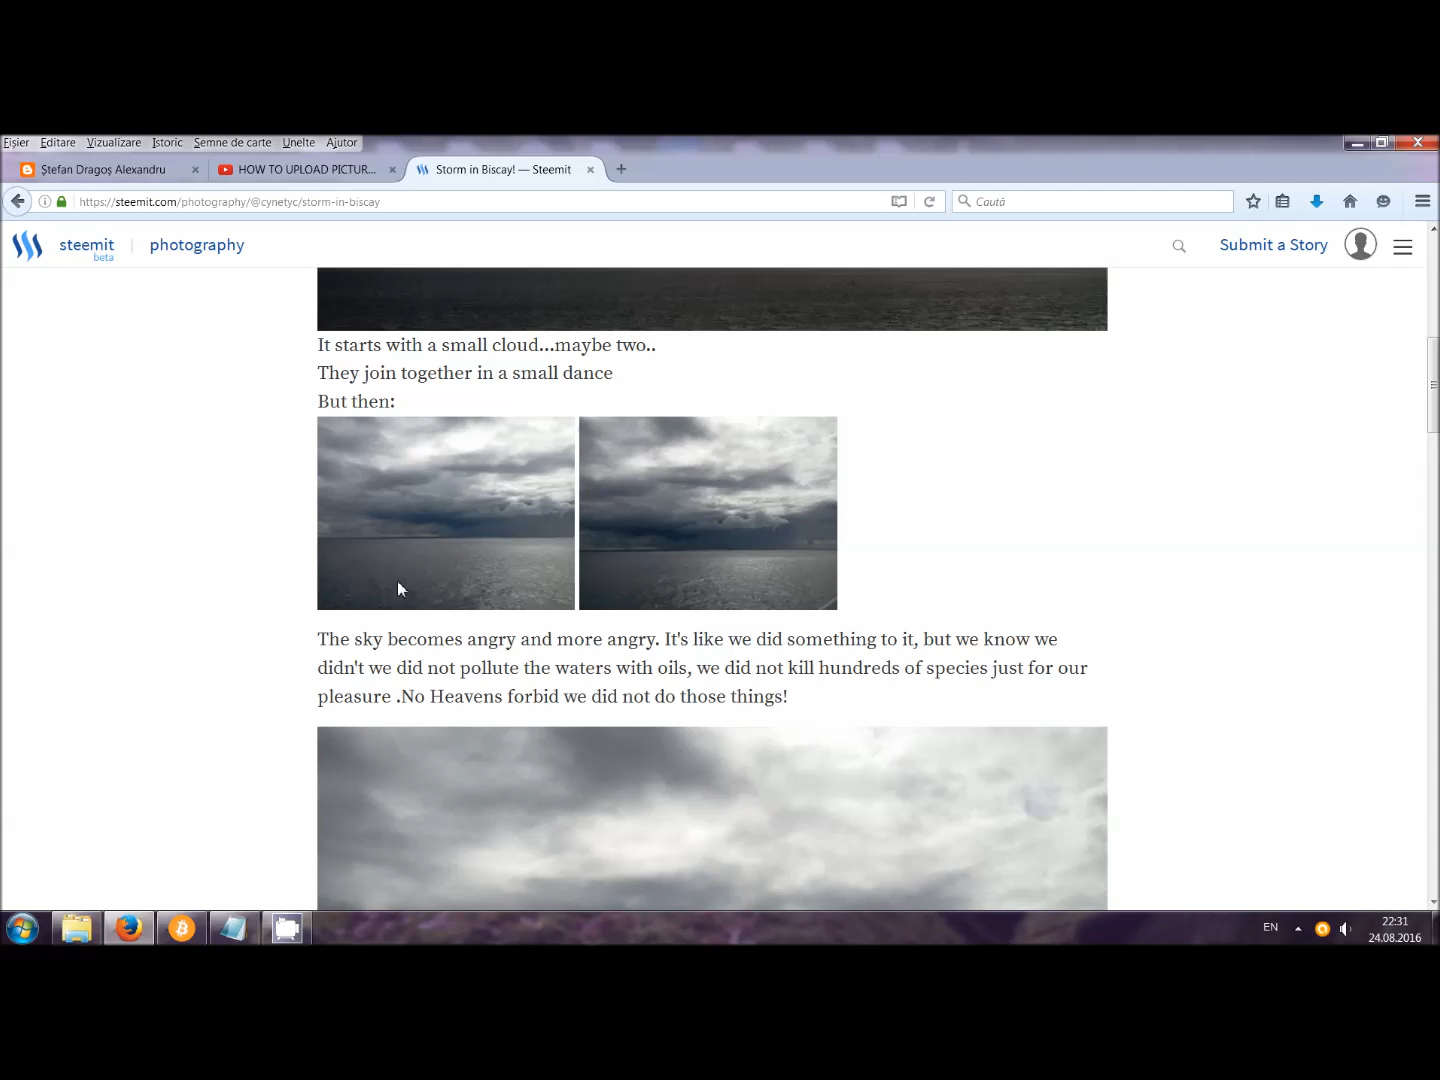 Fișier Editare Vizualizare Istoric Semne de carte Unelte Ajutor
Ștefan Dragoș Alexandru
HOW TO UPLOAD PICTUR...
Storm in Biscay! — Steemit
https://steemit.com/photography/@cynetyc/storm-in-biscay
Caută
steemit
beta
photography
Submit a Story
It starts with a small cloud...maybe two..
They join together in a small dance
But then:
The sky becomes angry and more angry. It's like we did something to it, but we know we
didn't we did not pollute the waters with oils, we did not kill hundreds of species just for our
pleasure .No Heavens forbid we did not do those things!
EN
22:31
24.08.2016